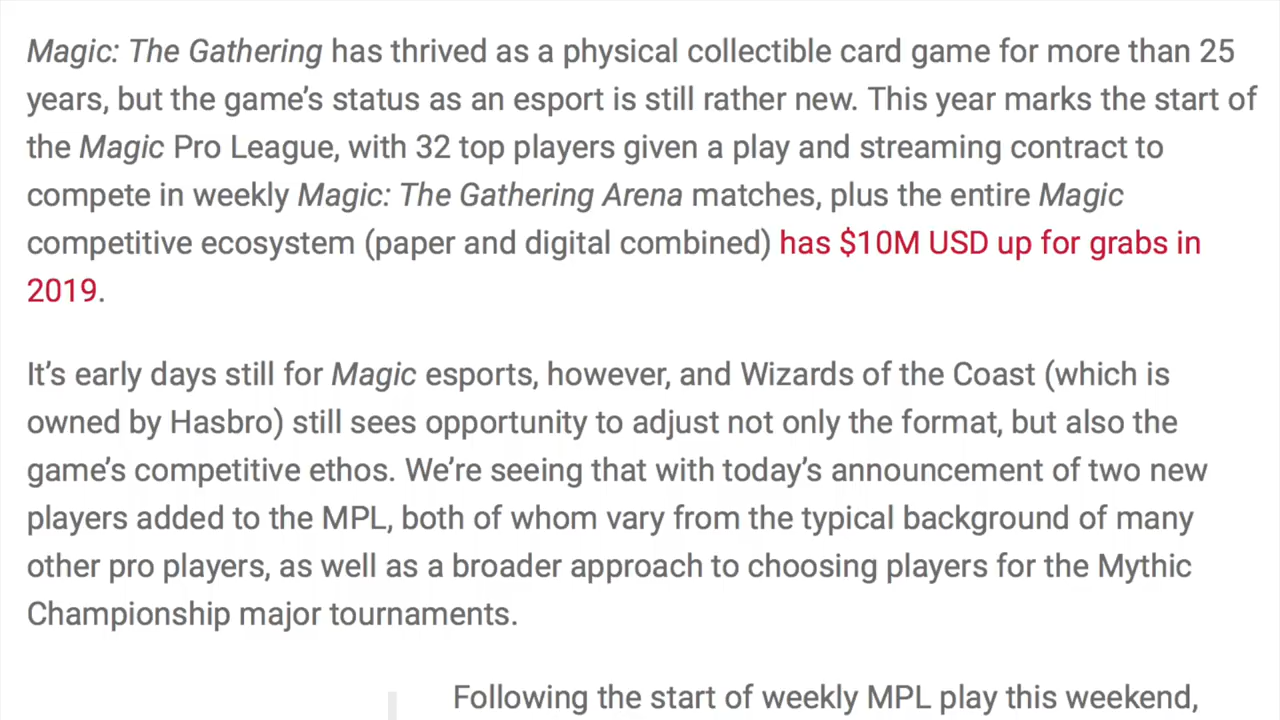 Magic: The Gathering has thrived as a physical collectible card game for more than 25
years, but the game’s status as an esport is still rather new. This year marks the start of
the Magic Pro League, with 32 top players given a play and streaming contract to
compete in weekly Magic: The Gathering Arena matches, plus the entire Magic
competitive ecosystem (paper and digital combined) has $10M USD up for grabs in
2019.
It’s early days still for Magic esports, however, and Wizards of the Coast (which is
owned by Hasbro) still sees opportunity to adjust not only the format, but also the
game’s competitive ethos. We’re seeing that with today’s announcement of two new
players added to the MPL, both of whom vary from the typical background of many
other pro players, as well as a broader approach to choosing players for the Mythic
Championship major tournaments.
Following the start of weekly MPL play this weekend,